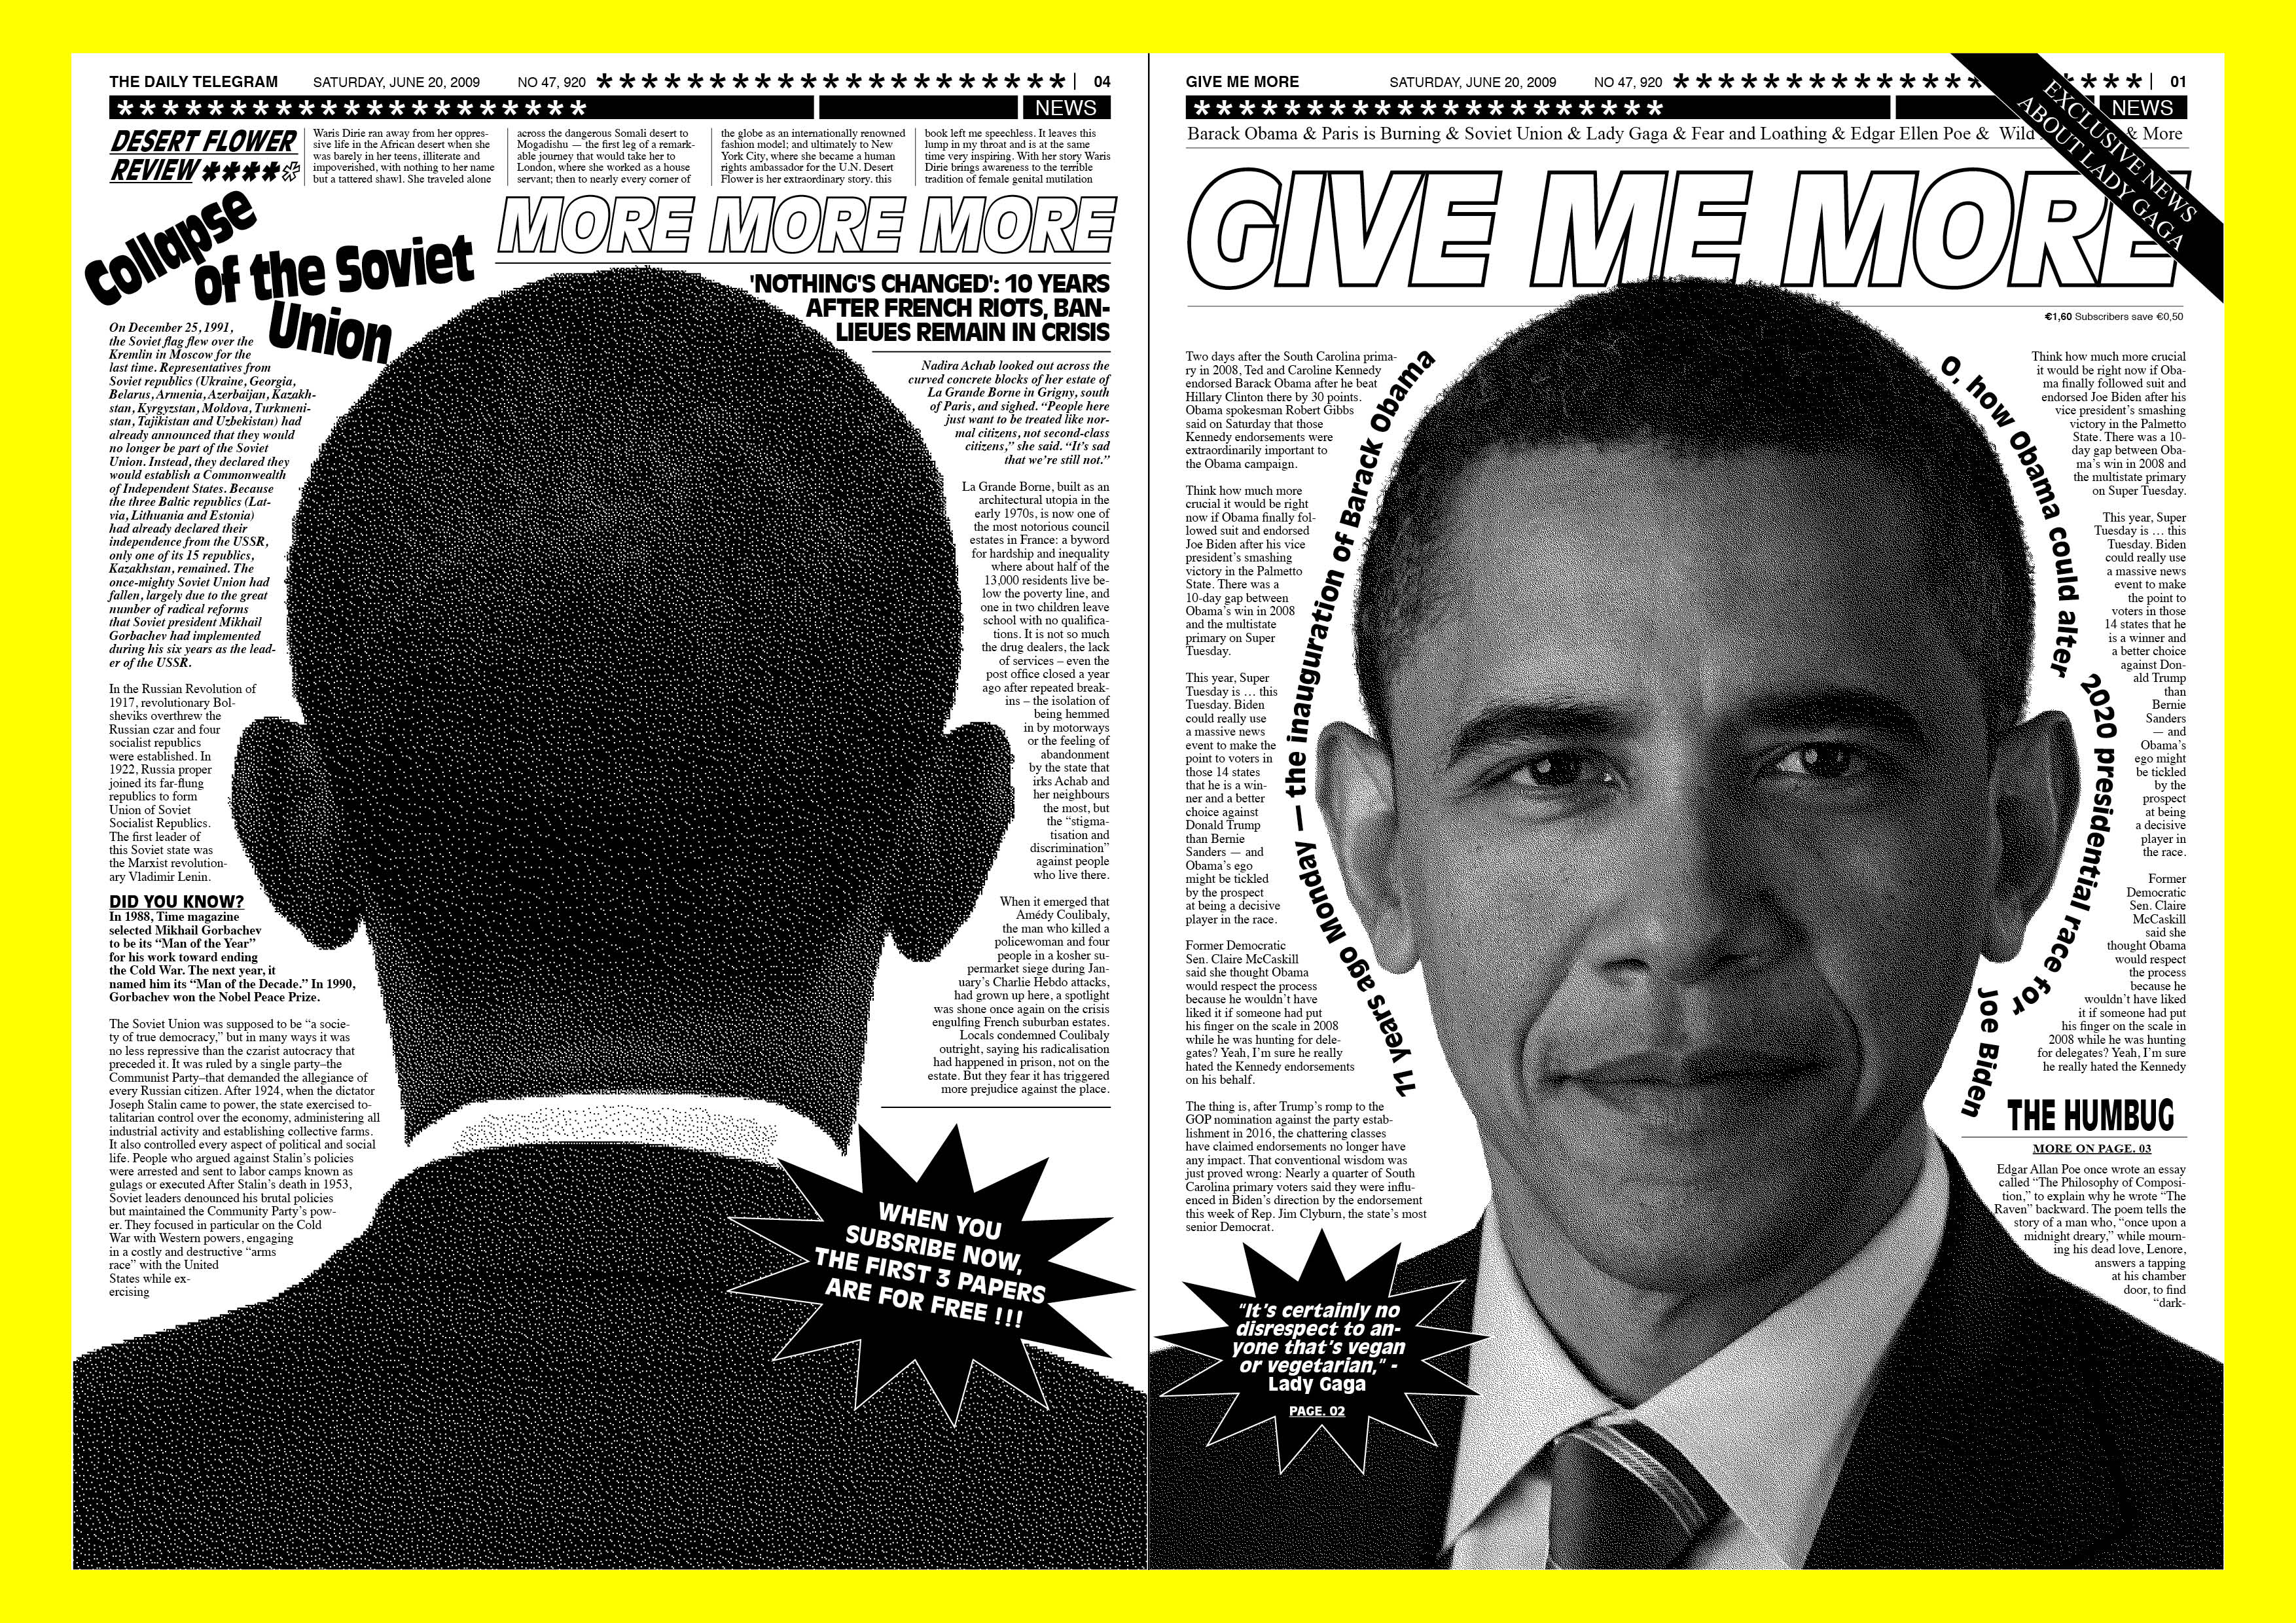 THE DAILY TELEGRAM SATURDAY, JUNE 20, 2009 NO 47, 920 ********************* | 04
********************* NEWS
DESERT FLOWER
REVIEW ****
Waris Dirie ran away from her oppres-
sive life in the African desert when she
was barely in her teens, illiterate and
impoverished, with nothing to her name
but a tattered shawl. She traveled alone
across the dangerous Somali desert to
Mogadishu — the first leg of a remark-
able journey that would take her to
London, where she worked as a house
servant; then to nearly every corner of
the globe as an internationally renowned
fashion model; and ultimately to New
York City, where she became a human
rights ambassador for the U.N. Desert
Flower is her extraordinary story. this
book left me speechless. It leaves this
lump in my throat and is at the same
time very inspiring. With her story Waris
Dirie brings awareness to the terrible
tradition of female genital mutilation
Collapse
of the Soviet
Union
On December 25, 1991,
the Soviet flag flew over the
Kremlin in Moscow for the
last time. Representatives from
Soviet republics (Ukraine, Georgia,
Belarus, Armenia, Azerbaijan, Kazakh-
stan, Kyrgyzstan, Moldova, Turkmeni-
stan, Tajikistan and Uzbekistan) had
already announced that they would
no longer be part of the Soviet
Union. Instead, they declared they
would establish a Commonwealth
of Independent States. Because
the three Baltic republics (Lat-
via, Lithuania and Estonia)
had already declared their
independence from the USSR,
only one of its 15 republics,
Kazakhstan, remained. The
once-mighty Soviet Union had
fallen, largely due to the great
number of radical reforms
that Soviet president Mikhail
Gorbachev had implemented
during his six years as the lead-
er of the USSR.
In the Russian Revolution of
1917, revolutionary Bol-
sheviks overthrew the
Russian czar and four
socialist republics
were established. In
1922, Russia proper
joined its far-flung
republics to form
Union of Soviet
Socialist Republics.
The first leader of
this Soviet state was
the Marxist revolution-
ary Vladimir Lenin.
DID YOU KNOW?
In 1988, Time magazine
selected Mikhail Gorbachev
to be its “Man of the Year”
for his work toward ending
the Cold War. The next year, it
named him its “Man of the Decade.” In 1990,
Gorbachev won the Nobel Peace Prize.
The Soviet Union was supposed to be “a socie-
ty of true democracy,” but in many ways it was
no less repressive than the czarist autocracy that
preceded it. It was ruled by a single party–the
Communist Party–that demanded the allegiance of
every Russian citizen. After 1924, when the dictator
Joseph Stalin came to power, the state exercised to-
talitarian control over the economy, administering all
industrial activity and establishing collective farms.
It also controlled every aspect of political and social
life. People who argued against Stalin’s policies
were arrested and sent to labor camps known as
gulags or executed After Stalin’s death in 1953,
Soviet leaders denounced his brutal policies
but maintained the Community Party’s pow-
er. They focused in particular on the Cold
War with Western powers, engaging
in a costly and destructive “arms
race” with the United
States while ex-
ercising
MORE MORE MORE
'NOTHING'S CHANGED': 10 YEARS
AFTER FRENCH RIOTS, BAN-
LIEUES REMAIN IN CRISIS
Nadira Achab looked out across the
curved concrete blocks of her estate of
La Grande Borne in Grigny, south
of Paris, and sighed. “People here
just want to be treated like nor-
mal citizens, not second-class
citizens,” she said. “It’s sad
that we’re still not.”
La Grande Borne, built as an
architectural utopia in the
early 1970s, is now one of
the most notorious council
estates in France: a byword
for hardship and inequality
where about half of the
13,000 residents live be-
low the poverty line, and
one in two children leave
school with no qualifica-
tions. It is not so much
the drug dealers, the lack
of services – even the
post office closed a year
ago after repeated break-
ins – the isolation of
being hemmed
in by motorways
or the feeling of
abandonment
by the state that
irks Achab and
her neighbours
the most, but
the “stigma-
tisation and
discrimination”
against people
who live there.
When it emerged that
Amédy Coulibaly,
the man who killed a
policewoman and four
people in a kosher su-
permarket siege during Jan-
uary’s Charlie Hebdo attacks,
had grown up here, a spotlight
was shone once again on the crisis
engulfing French suburban estates.
Locals condemned Coulibaly
outright, saying his radicalisation
had happened in prison, not on the
estate. But they fear it has triggered
more prejudice against the place.
WHEN YOU
SUBSRIBE NOW,
THE FIRST 3 PAPERS
ARE FOR FREE !!!
GIVE ME MORE SATURDAY, JUNE 20, 2009 NO 47, 920 ***************** | 01
********************* NEWS
Barack Obama & Paris is Burning & Soviet Union & Lady Gaga & Fear and Loathing & Edgar Ellen Poe & Wild & More
EXCLUSIVE NEWS
ABOUT LADY GAGA
GIVE ME MORE
€1,60 Subscribers save €0,50
Two days after the South Carolina prima-
ry in 2008, Ted and Caroline Kennedy
endorsed Barack Obama after he beat
Hillary Clinton there by 30 points.
Obama spokesman Robert Gibbs
said on Saturday that those
Kennedy endorsements were
extraordinarily important to
the Obama campaign.
Think how much more
crucial it would be right
now if Obama finally fol-
lowed suit and endorsed
Joe Biden after his vice
president’s smashing
victory in the Palmetto
State. There was a
10-day gap between
Obama’s win in 2008
and the multistate
primary on Super
Tuesday.
This year, Super
Tuesday is … this
Tuesday. Biden
could really use
a massive news
event to make the
point to voters in
those 14 states
that he is a win-
ner and a better
choice against
Donald Trump
than Bernie
Sanders — and
Obama’s ego
might be tickled
by the prospect
at being a decisive
player in the race.
Former Democratic
Sen. Claire McCaskill
said she thought Obama
would respect the process
because he wouldn’t have
liked it if someone had put
his finger on the scale in 2008
while he was hunting for dele-
gates? Yeah, I’m sure he really
hated the Kennedy endorsements
on his behalf.
The thing is, after Trump’s romp to the
GOP nomination against the party estab-
lishment in 2016, the chattering classes
have claimed endorsements no longer have
any impact. That conventional wisdom was
just proved wrong: Nearly a quarter of South
Carolina primary voters said they were influ-
enced in Biden’s direction by the endorsement
this week of Rep. Jim Clyburn, the state’s most
senior Democrat.
11 years ago Monday — the inauguration of Barack Obama
O, how Obama could alter
2020 presidential race for
Joe Biden
Think how much more crucial
it would be right now if Oba-
ma finally followed suit and
endorsed Joe Biden after his
vice president’s smashing
victory in the Palmetto
State. There was a 10-
day gap between Oba-
ma’s win in 2008 and
the multistate primary
on Super Tuesday.
This year, Super
Tuesday is … this
Tuesday. Biden
could really use
a massive news
event to make
the point to
voters in those
14 states that he
is a winner and
a better choice
against Don-
ald Trump
than
Bernie
Sanders
— and
Obama’s
ego might
be tickled
by the
prospect
at being
a decisive
player in
the race.
Former
Democratic
Sen. Claire
McCaskill
said she
thought Obama
would respect
the process
because he
wouldn’t have liked
it if someone had put
his finger on the scale in
2008 while he was hunting
for delegates? Yeah, I’m sure
he really hated the Kennedy
THE HUMBUG
MORE ON PAGE. 03
Edgar Allan Poe once wrote an essay
called “The Philosophy of Composi-
tion,” to explain why he wrote “The
Raven” backward. The poem tells the
story of a man who, “once upon a
midnight dreary,” while mourn-
ing his dead love, Lenore,
answers a tapping
at his chamber
door, to find
“dark-
"It's certainly no
disrespect to an-
yone that's vegan
or vegetarian," -
Lady Gaga
PAGE. 02